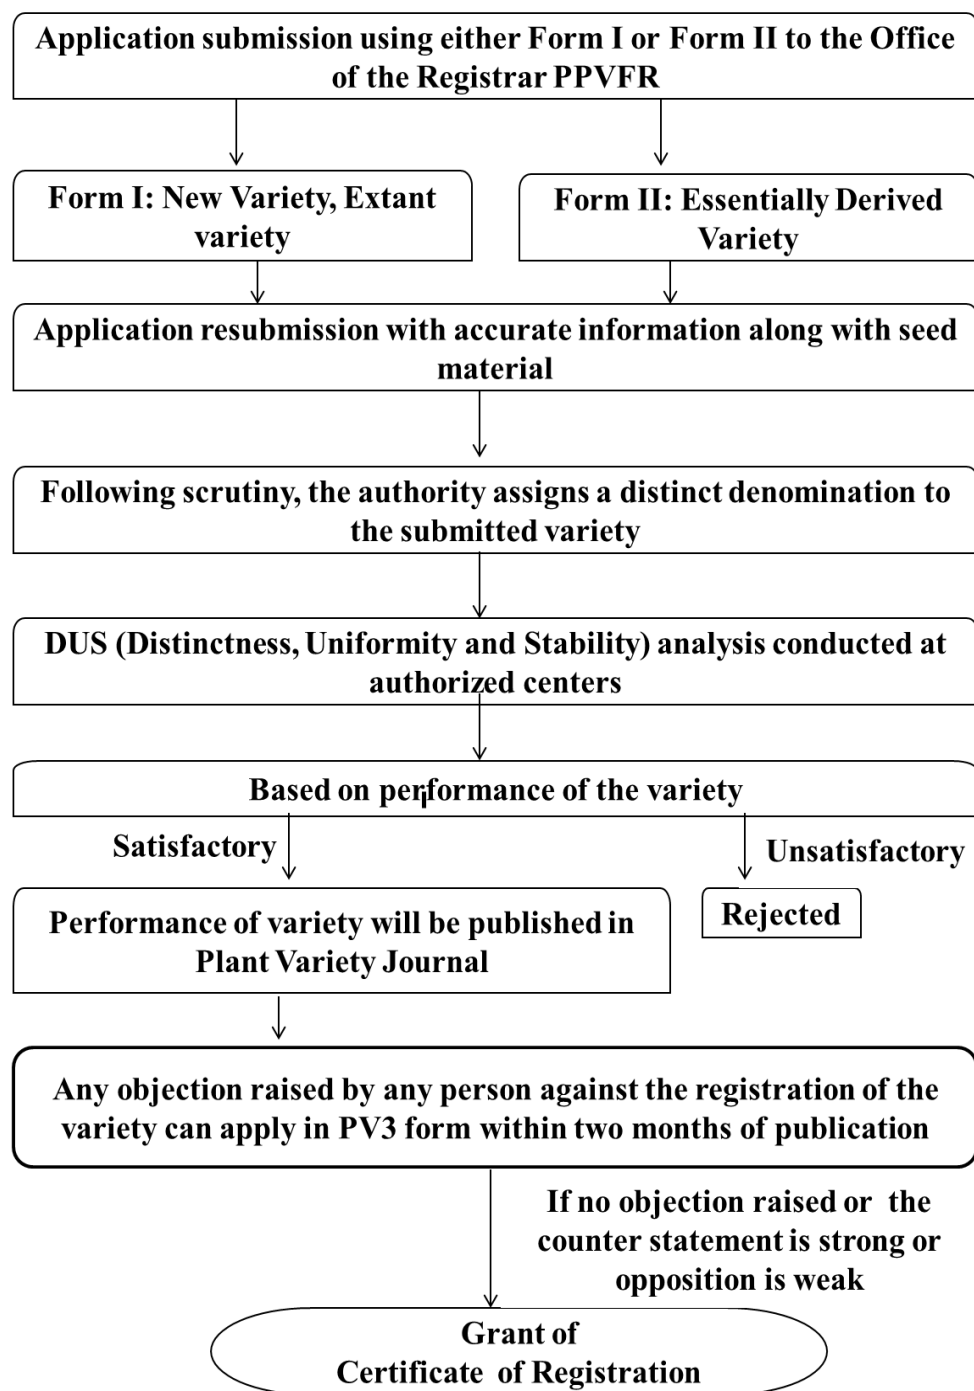 Application submission using either Form I or Form II to the Office
of the Registrar PPVFR
Form I: New Variety, Extant
variety
Form II: Essentially Derived
Variety
Application resubmission with accurate information along with seed
material
Following scrutiny, the authority assigns a distinct denomination to
the submitted variety
DUS (Distinctness, Uniformity and Stability) analysis conducted at
authorized centers
Based on performance of the variety
Satisfactory
Unsatisfactory
Performance of variety will be published in
Plant Variety Journal
Rejected
Any objection raised by any person against the registration of the
variety can apply in PV3 form within two months of publication
If no objection raised or the
counter statement is strong or
opposition is weak
Grant of
Certificate of Registration